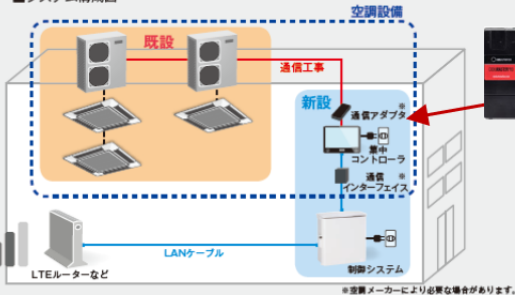 空調設備
既設
通信工事
新設
通信アダプタ
※
集中
コントローラ
通信 ※
インターフェイス
LANケーブル
LTEルーターなど
制御システム
※空調メーカーにより必要な場合があります。